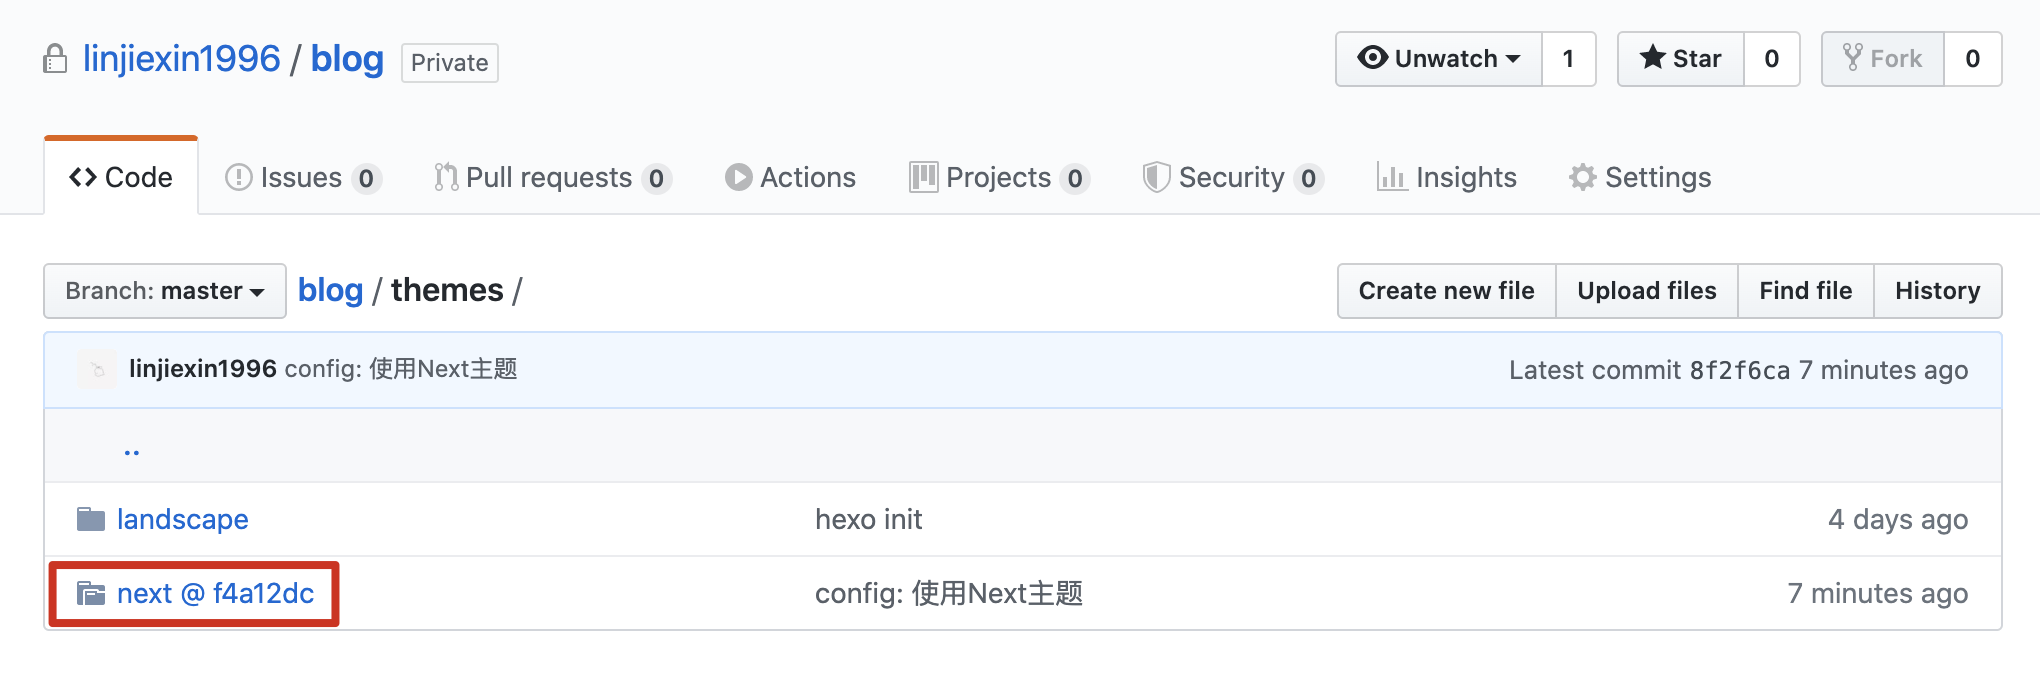 linjiexin1996 / blog Private Unwatch 1 Star 0 Fork 0
Code Issues 0 Pull requests 0 Actions Projects 0 Security 0 Insights Settings
Branch: master blog / themes / Create new file Upload files Find file History
linjiexin1996 config: 使用Next主题 Latest commit 8f2f6ca 7 minutes ago
..
landscape hexo init 4 days ago
next @ f4a12dc config: 使用Next主题 7 minutes ago